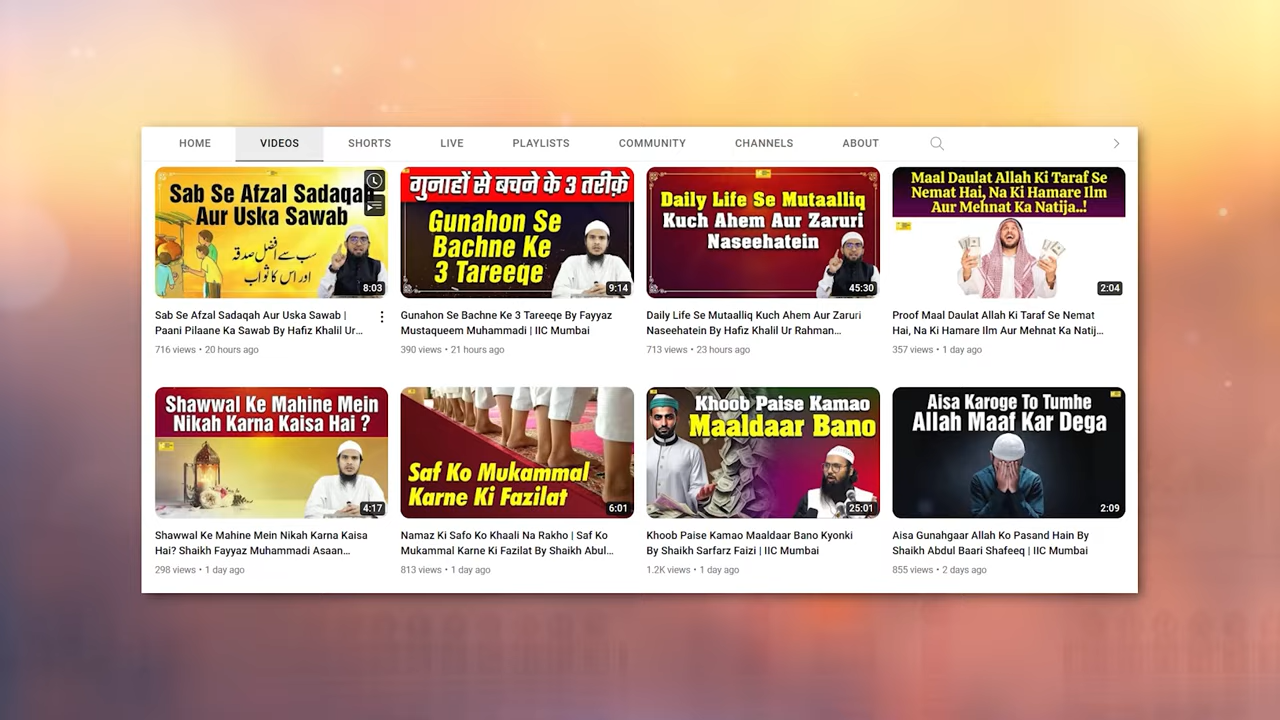 HOME VIDEOS SHORTS LIVE PLAYLISTS COMMUNITY CHANNELS ABOUT
Sab Se Afzal Sadaqah
Aur Uska Sawab
سب سے افضل صدقہ
اور اس کا ثواب
8:03
Sab Se Afzal Sadaqah Aur Uska Sawab |
Paani Pilaane Ka Sawab By Hafiz Khalil Ur...
716 views • 20 hours ago
गुनाहों से बचने के 3 तरीक़े
Gunahon Se
Bachne Ke
3 Tareeqe
9:14
Gunahon Se Bachne Ke 3 Tareeqe By Fayyaz
Mustaqueem Muhammadi | IIC Mumbai
390 views • 21 hours ago
Daily Life Se Mutaalliq
Kuch Ahem Aur Zaruri
Naseehatein
45:30
Daily Life Se Mutaalliq Kuch Ahem Aur Zaruri
Naseehatein By Hafiz Khalil Ur Rahman...
713 views • 23 hours ago
Maal Daulat Allah Ki Taraf Se
Nemat Hai, Na Ki Hamare Ilm
Aur Mehnat Ka Natija..!
2:04
Proof Maal Daulat Allah Ki Taraf Se Nemat
Hai, Na Ki Hamare Ilm Aur Mehnat Ka Natij...
357 views • 1 day ago
Shawwal Ke Mahine Mein
Nikah Karna Kaisa Hai ?
4:17
Shawwal Ke Mahine Mein Nikah Karna Kaisa
Hai? Shaikh Fayyaz Muhammadi Asaan...
298 views • 1 day ago
Saf Ko Mukammal
Karne Ki Fazilat
6:01
Namaz Ki Safo Ko Khaali Na Rakho | Saf Ko
Mukammal Karne Ki Fazilat By Shaikh Abul...
813 views • 1 day ago
Khoob Paise Kamao
Maaldaar Bano
25:01
Khoob Paise Kamao Maaldaar Bano Kyonki
By Shaikh Sarfarz Faizi | IIC Mumbai
1.2K views • 1 day ago
Aisa Karoge To Tumhe
Allah Maaf Kar Dega
2:09
Aisa Gunahgaar Allah Ko Pasand Hain By
Shaikh Abdul Baari Shafeeq | IIC Mumbai
855 views • 2 days ago